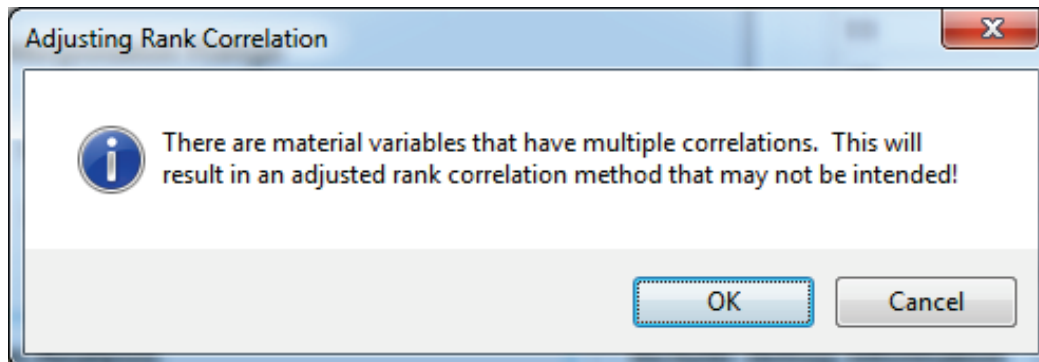 Adjusting Rank Correlation
There are material variables that have multiple correlations.  This will
result in an adjusted rank correlation method that may not be intended!
OK
Cancel